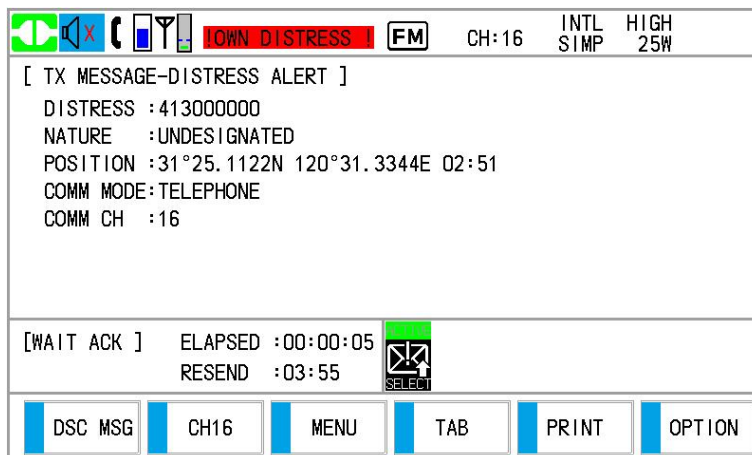 !OWN DISTRESS ! FM CH:16 INTL SIMP HIGH 25W
[ TX MESSAGE-DISTRESS ALERT ]
DISTRESS :413000000
NATURE :UNDESIGNATED
POSITION :31°25.1122N 120°31.3344E 02:51
COMM MODE:TELEPHONE
COMM CH :16
[WAIT ACK ] ELAPSED :00:00:05
RESEND :03:55
SELECT
DSC MSG CH16 MENU TAB PRINT OPTION